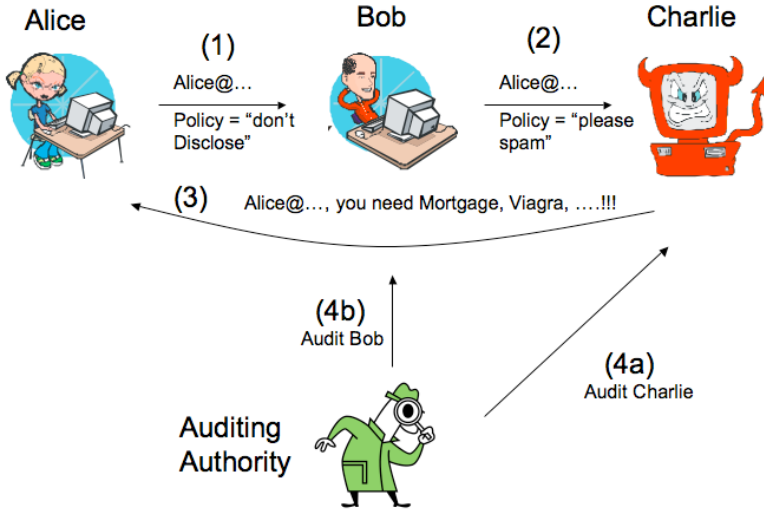 Alice
Bob
Charlie
(1)
(2)
Alice@...
Policy = “don’t
Disclose”
Alice@...
Policy = “please
spam”
(3)
Alice@..., you need Mortgage, Viagra, ....!!!
(4b)
Audit Bob
(4a)
Audit Charlie
Auditing
Authority